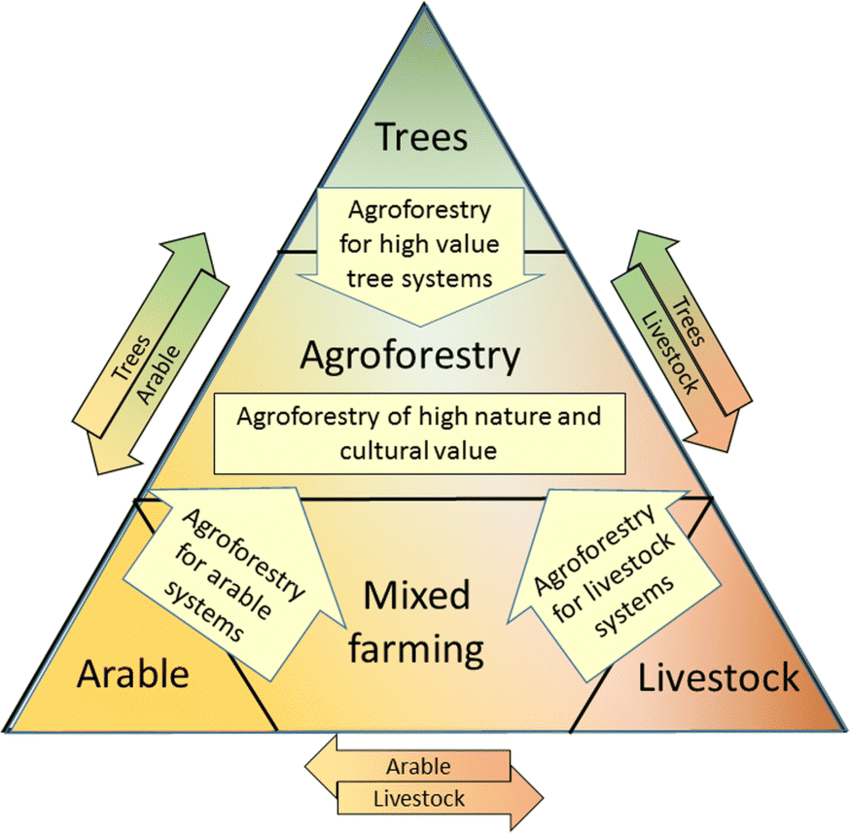 Trees
Agroforestry
for high value
tree systems
Trees
Arable
Trees
Livestock
Agroforestry
Agroforestry of high nature and
cultural value
Agroforestry
for arable
systems
Agroforestry
for livestock
systems
Mixed
farming
Arable
Livestock
Arable
Livestock